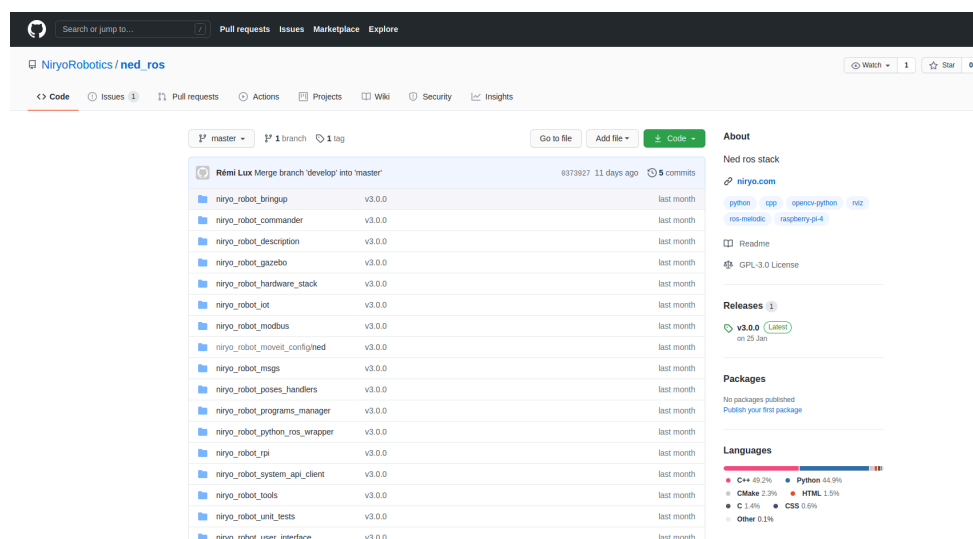 Search or jump to... / Pull requests Issues Marketplace Explore
NiryoRobotics / ned_ros Watch 1 Star 0
Code Issues 1 Pull requests Actions Projects Wiki Security Insights
master 1 branch 1 tag Go to file Add file Code
Rémi Lux Merge branch 'develop' into 'master' 0373927 11 days ago 5 commits
niryo_robot_bringup v3.0.0 last month
niryo_robot_commander v3.0.0 last month
niryo_robot_description v3.0.0 last month
niryo_robot_gazebo v3.0.0 last month
niryo_robot_hardware_stack v3.0.0 last month
niryo_robot_iot v3.0.0 last month
niryo_robot_modbus v3.0.0 last month
niryo_robot_moveit_config/ned v3.0.0 last month
niryo_robot_msgs v3.0.0 last month
niryo_robot_poses_handlers v3.0.0 last month
niryo_robot_programs_manager v3.0.0 last month
niryo_robot_python_ros_wrapper v3.0.0 last month
niryo_robot_rpi v3.0.0 last month
niryo_robot_system_api_client v3.0.0 last month
niryo_robot_tools v3.0.0 last month
niryo_robot_unit_tests v3.0.0 last month
niryo_robot_user_interface v3.0.0 last month
About
Ned ros stack
niryo.com
python cpp opencv-python rviz
ros-melodic raspberry-pi-4
Readme
GPL-3.0 License
Releases 1
v3.0.0 Latest
on 25 Jan
Packages
No packages published
Publish your first package
Languages
C++ 49.2% Python 44.9%
CMake 2.3% HTML 1.5%
C 1.4% CSS 0.6%
Other 0.1%